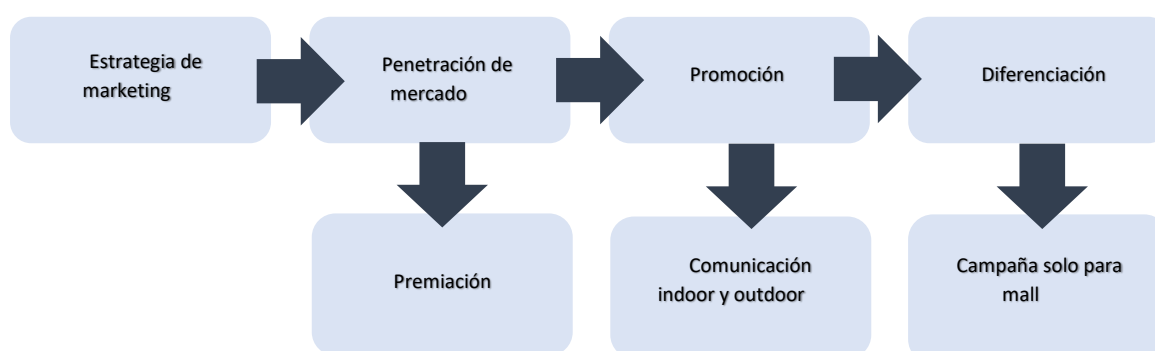 Estrategia de
marketing
Penetración de
mercado
Promoción
Diferenciación
Premiación
Comunicación
indoor y outdoor
Campaña solo para
mall